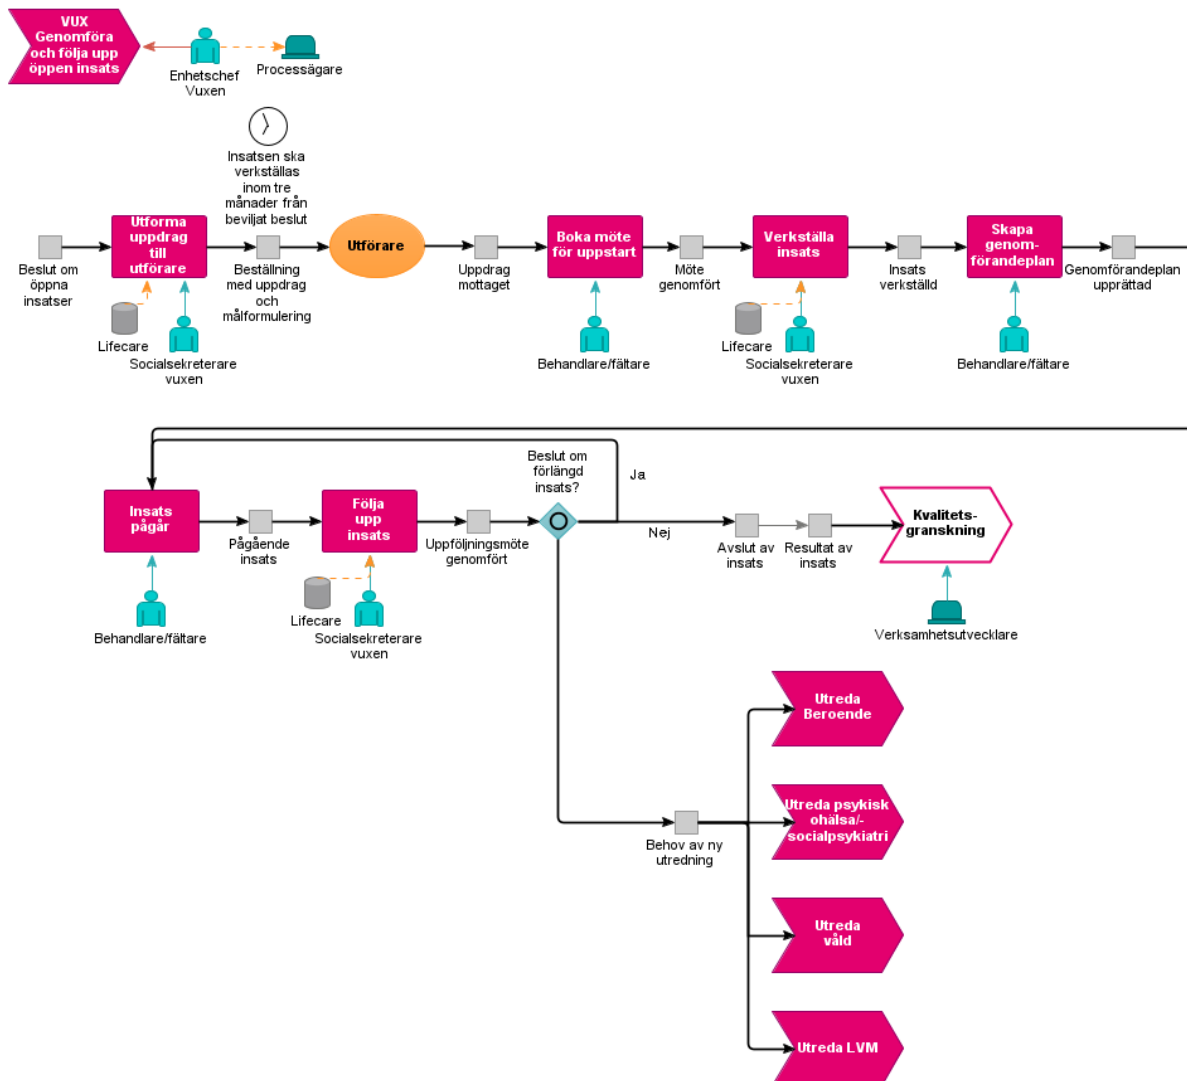 VUX
Genomföra
och följa upp
öppen insats
Enhetschef
Vuxen
Processägare
Insatsen ska
verkställas
inom tre
månader från
beviljat beslut
Beslut om
öppna
insatser
Utforma
uppdrag
till
utförare
Lifecare
Socialsekreterare
vuxen
Beställning
med uppdrag
och
målformulering
Utförare
Uppdrag
mottaget
Boka möte
för uppstart
Behandlare/fältare
Möte
genomfört
Verkställa
insats
Lifecare
Socialsekreterare
vuxen
Insats
verkställd
Skapa
genom-
förandeplan
Behandlare/fältare
Genomförandeplan
upprättad
Insats
pågår
Behandlare/fältare
Pågående
insats
Följa
upp
insats
Lifecare
Socialsekreterare
vuxen
Uppföljningsmöte
genomfört
Beslut om
förlängd
insats?
Ja
Nej
Avslut av
insats
Resultat av
insats
Kvalitets-
granskning
Verksamhetsutvecklare
Behov av ny
utredning
Utreda
Beroende
Utreda psykisk
ohälsa/-
socialpsykiatri
Utreda
våld
Utreda LVM